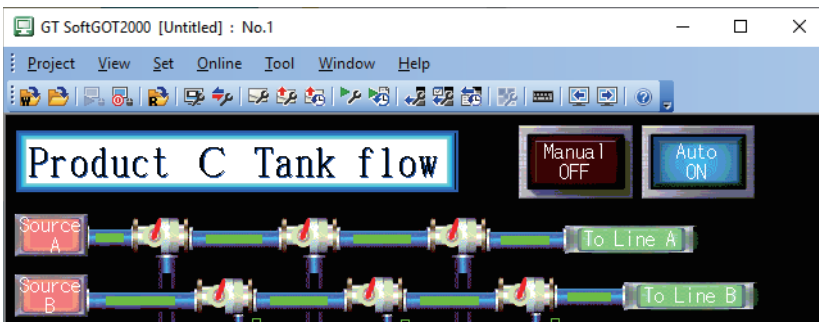 GT SoftGOT2000 [Untitled] : No.1
Project View Set Online Tool Window Help
Product C Tank flow
Manual
OFF
Auto
ON
Source
A
To Line A
Source
B
To Line B